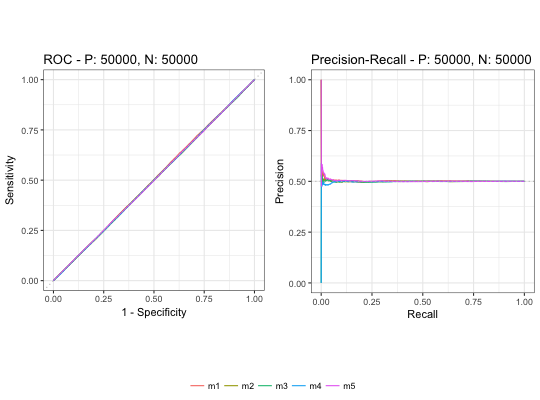 ROC - P: 50000, N: 50000
Sensitivity
1.00
0.75
0.50
0.25
0.00
0.00 0.25 0.50 0.75 1.00
1 - Specificity
Precision-Recall - P: 50000, N: 50000
Precision
1.00
0.75
0.50
0.25
0.00
0.00 0.25 0.50 0.75 1.00
Recall
m1 m2 m3 m4 m5